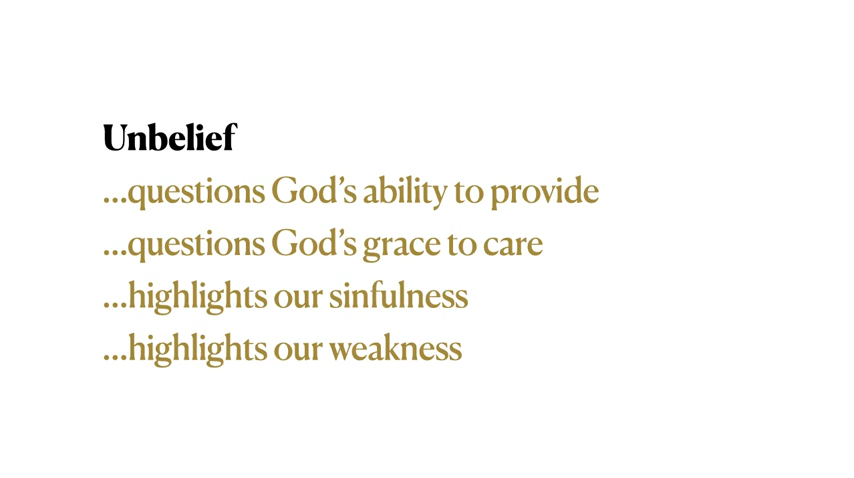 Unbelief
...questions God’s ability to provide
...questions God’s grace to care
...highlights our sinfulness
...highlights our weakness